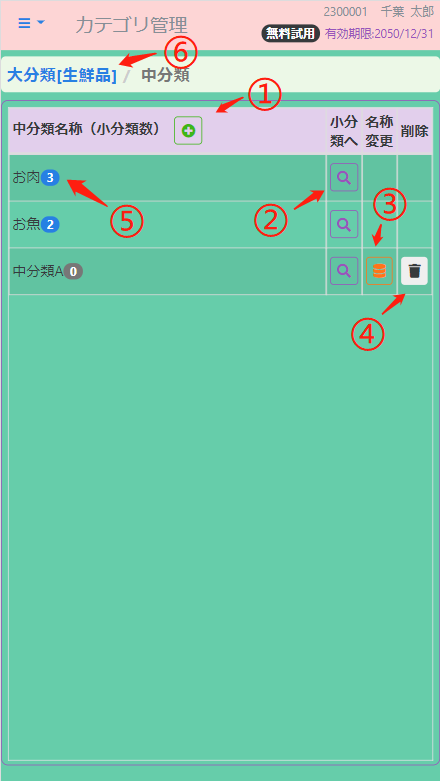 2300001 千葉 太郎
カテゴリ管理
無料試用 有効期限:2050/12/31
⑥
大分類[生鮮品] / 中分類
①
中分類名称（小分類数） 小分類へ 名称変更 削除
お肉 3
②
③
⑤
お魚 2
中分類A 0
④